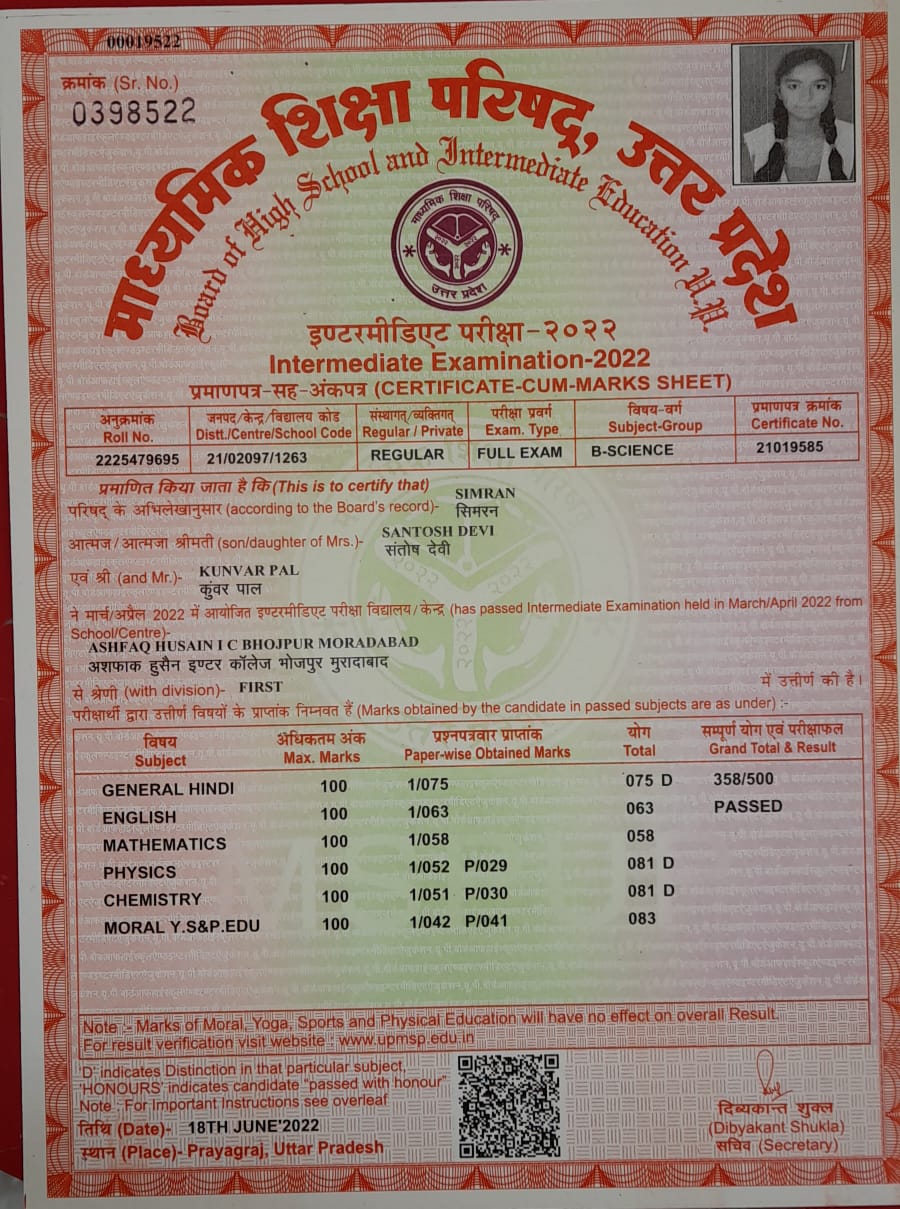 00019522
क्रमांक (Sr. No.)
0398522
माध्यमिक शिक्षा परिषद्, उत्तर प्रदेश
Board of High School and Intermediate Education U.P.
माध्यमिक शिक्षा परिषद्
२०२२ २०२२ २०२२
उत्तर प्रदेश
इण्टरमीडिएट परीक्षा-२०२२
Intermediate Examination-2022
प्रमाणपत्र-सह-अंकपत्र (CERTIFICATE-CUM-MARKS SHEET)
अनुक्रमांक जनपद/केन्द्र/विद्यालय कोड संस्थागत/व्यक्तिगत परीक्षा प्रवर्ग विषय-वर्ग प्रमाणपत्र क्रमांक
Roll No. Distt./Centre/School Code Regular / Private Exam. Type Subject-Group Certificate No.
2225479695 21/02097/1263 REGULAR FULL EXAM B-SCIENCE 21019585
प्रमाणित किया जाता है कि (This is to certify that)
SIMRAN
परिषद् के अभिलेखानुसार (according to the Board's record)- सिमरन
SANTOSH DEVI
आत्मज/आत्मजा श्रीमती (son/daughter of Mrs.)- संतोष देवी
एवं श्री (and Mr.)- KUNVAR PAL
कुंवर पाल
ने मार्च/अप्रैल 2022 में आयोजित इण्टरमीडिएट परीक्षा विद्यालय/केन्द्र (has passed Intermediate Examination held in March/April 2022 from
School/Centre)-
ASHFAQ HUSAIN I C BHOJPUR MORADABAD
अशफाक हुसैन इण्टर कॉलेज भोजपुर मुरादाबाद
से श्रेणी (with division)- FIRST में उत्तीर्ण की है।
परीक्षार्थी द्वारा उत्तीर्ण विषयों के प्राप्तांक निम्नवत हैं (Marks obtained by the candidate in passed subjects are as under) :-
विषय अधिकतम अंक प्रश्नपत्रवार प्राप्तांक योग सम्पूर्ण योग एवं परीक्षाफल
Subject Max. Marks Paper-wise Obtained Marks Total Grand Total & Result
GENERAL HINDI 100 1/075 075 D 358/500
ENGLISH 100 1/063 063 PASSED
MATHEMATICS 100 1/058 058
PHYSICS 100 1/052 P/029 081 D
CHEMISTRY 100 1/051 P/030 081 D
MORAL Y.S&P.EDU 100 1/042 P/041 083
Note :- Marks of Moral, Yoga, Sports and Physical Education will have no effect on overall Result.
For result verification visit website : www.upmsp.edu.in
'D' indicates Distinction in that particular subject,
'HONOURS' indicates candidate "passed with honour"
Note : For Important Instructions see overleaf
तिथि (Date)- 18TH JUNE'2022
स्थान (Place)- Prayagraj, Uttar Pradesh
दिव्यकान्त शुक्ल
(Dibyakant Shukla)
सचिव (Secretary)